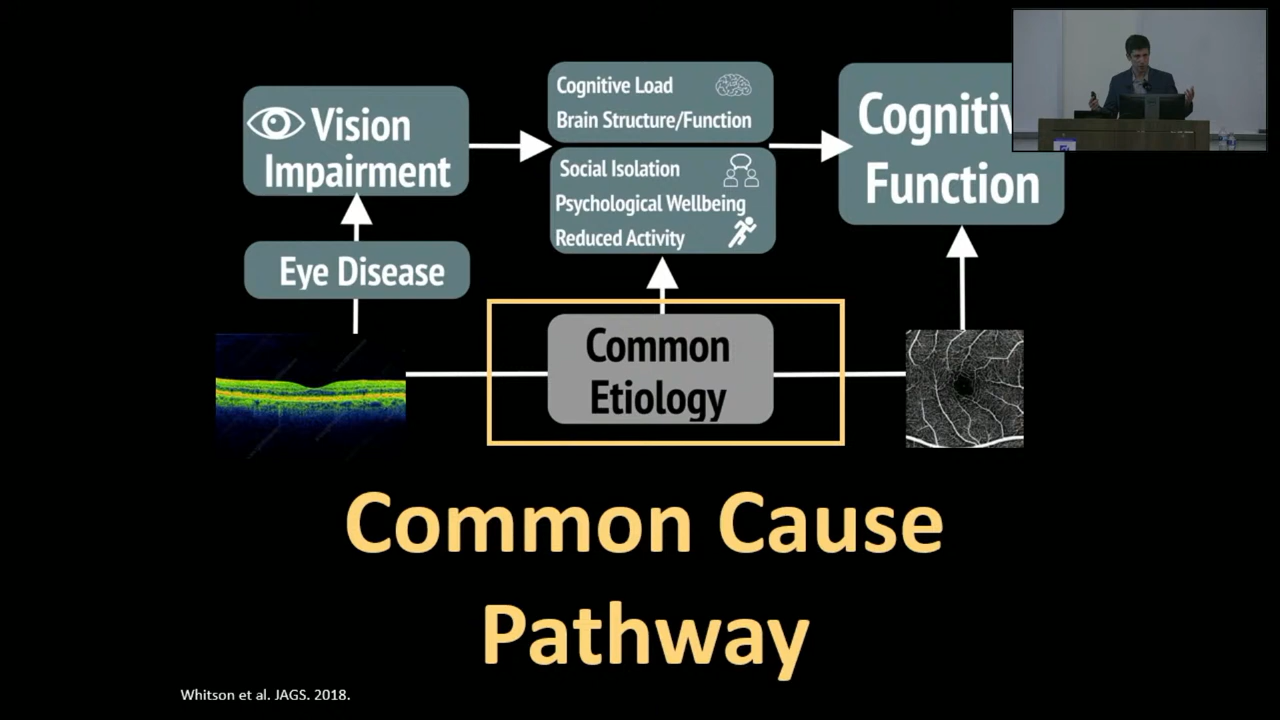 Vision
Impairment
Eye Disease
Cognitive Load
Brain Structure/Function
Social Isolation
Psychological Wellbeing
Reduced Activity
Function
Common
Etiology
Common Cause
Pathway
Whitson et al. JAGS. 2018.